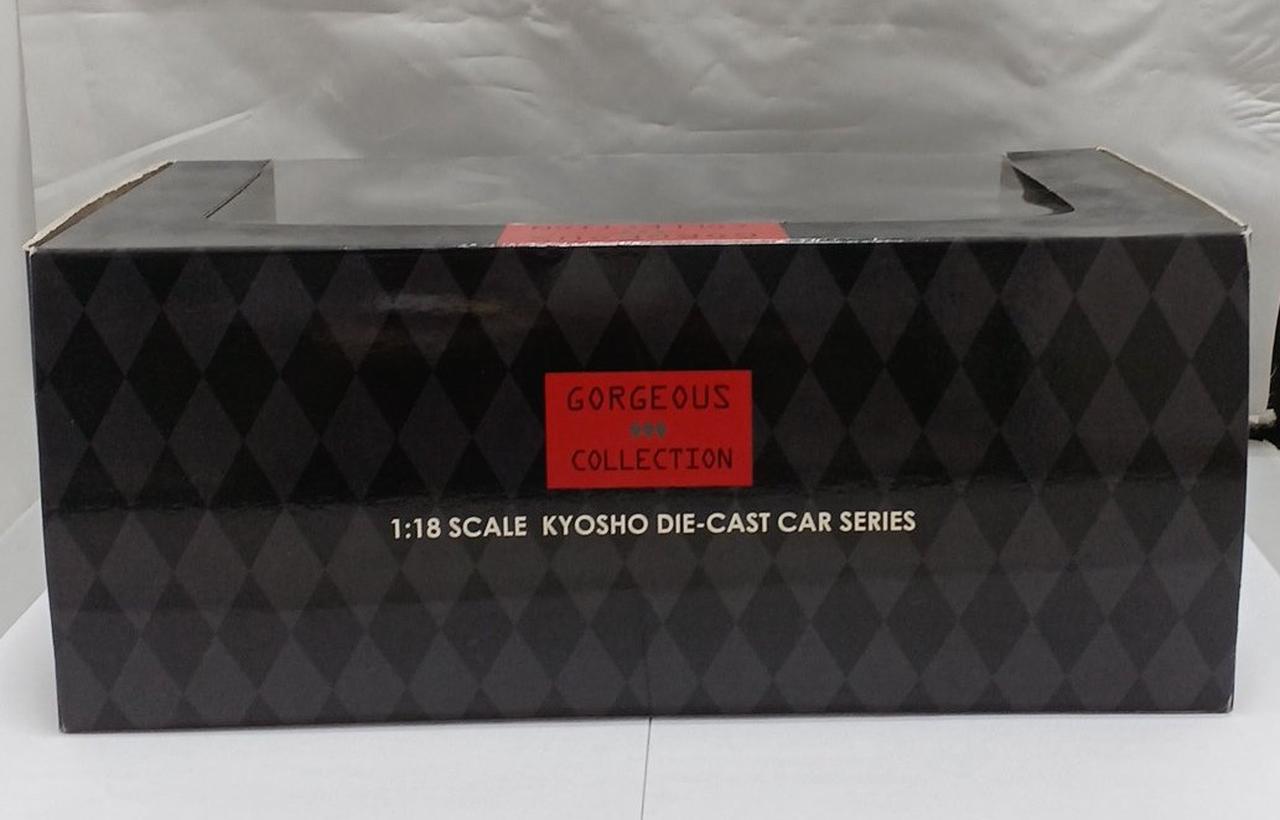 GORGEOUS
COLLECTION
1:18 SCALE KYOSHO DIE-CAST CAR SERIES